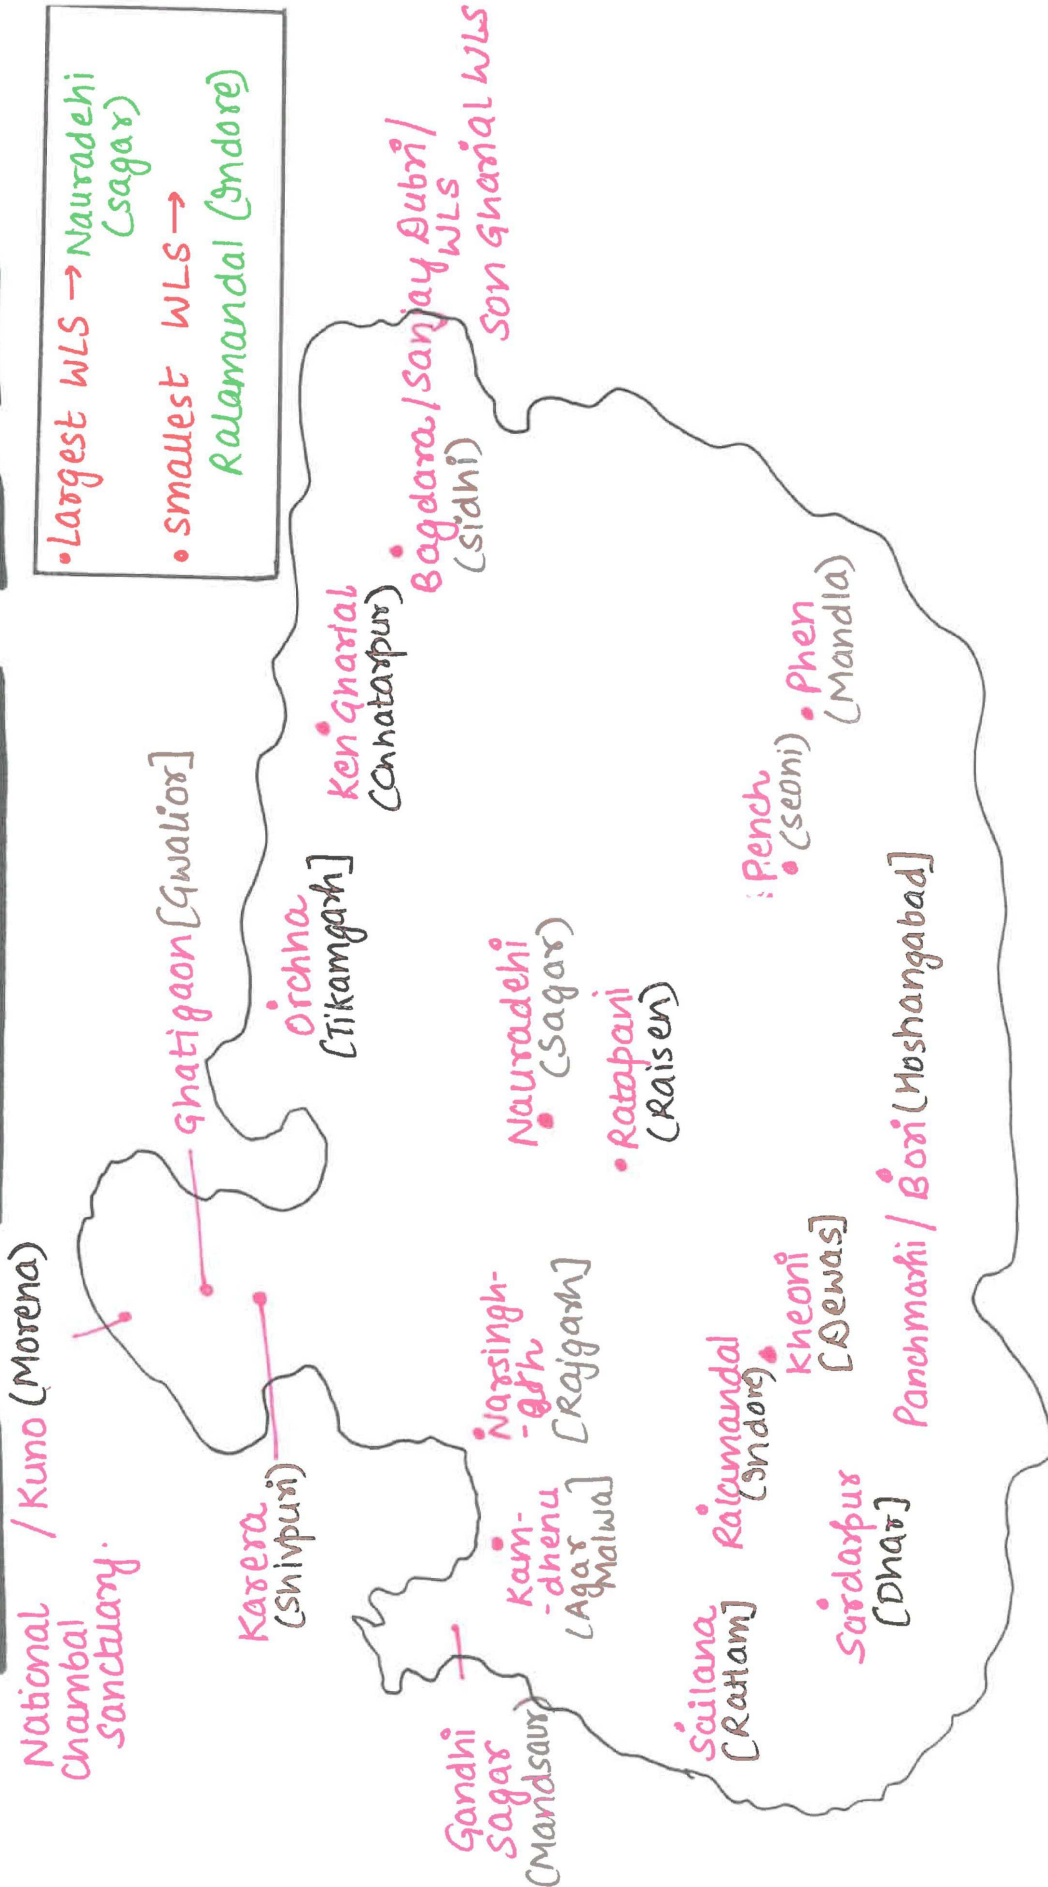 National / Kuno (Morena)
Chambal
Sanctuary.
Ghatigaon [Gwalior]
• Largest WLS → Nauradehi
(sagar)
• smallest WLS →
Ralamandal (Indore)
Karera
(Shivpuri)
Orchha
[Tikamgarh]
Ken Gharial
(Chhatarpur)
Bagdara / Sanjay Dubri /
WLS
Son Gharial WLS
(Sidhi)
Gandhi
Sagar
(Mandsaur)
Kam-
-dhenu
(Agar
Malwa]
Narsingh-
-grh
[Rajgarh]
Nauradehi
(Sagar)
Ratapani
(Raisen)
Sailana
[Ratlam]
Ralamandal
(Indore)
Kheoni
[Dewas]
Pench
(seoni)
Phen
(Mandla)
Sardarpur
[Dhar]
Panchmarhi / Bori (Hoshangabad]